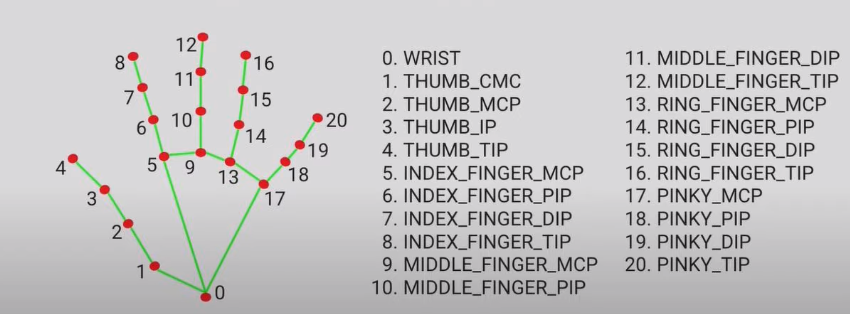 12
8
16
11
7
15
10
6
20
14
19
5
9
4
13
18
3
17
2
1
0
0. WRIST
1. THUMB_CMC
2. THUMB_MCP
3. THUMB_IP
4. THUMB_TIP
5. INDEX_FINGER_MCP
6. INDEX_FINGER_PIP
7. INDEX_FINGER_DIP
8. INDEX_FINGER_TIP
9. MIDDLE_FINGER_MCP
10. MIDDLE_FINGER_PIP
11. MIDDLE_FINGER_DIP
12. MIDDLE_FINGER_TIP
13. RING_FINGER_MCP
14. RING_FINGER_PIP
15. RING_FINGER_DIP
16. RING_FINGER_TIP
17. PINKY_MCP
18. PINKY_PIP
19. PINKY_DIP
20. PINKY_TIP